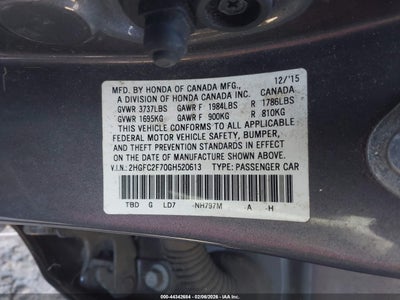 MFD. BY HONDA OF CANADA MFG., 12/15
A DIVISION OF HONDA CANADA INC. CANADA
GVWR 3737LBS GAWR F 1984LBS R 1786LBS
GVWR 1695KG GAWR F 900KG R 810KG
THIS VEHICLE CONFORMS TO ALL APPLICABLE
FEDERAL MOTOR VEHICLE SAFETY, BUMPER,
AND THEFT PREVENTION STANDARDS IN EFFECT ON
THE DATE OF MANUFACTURE SHOWN ABOVE.
V.I.N.: 2HGFC2F70GH520613 TYPE: PASSENGER CAR
TBD G LD7 -NH797M -A -H
000-44342684 - 02/06/2026 - IAAI - Copyright